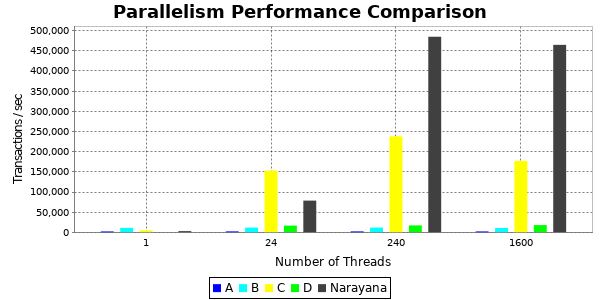 Parallelism Performance Comparison
Transactions / sec
500,000
450,000
400,000
350,000
300,000
250,000
200,000
150,000
100,000
50,000
0
1 24 240 1600
Number of Threads
A B C D Narayana